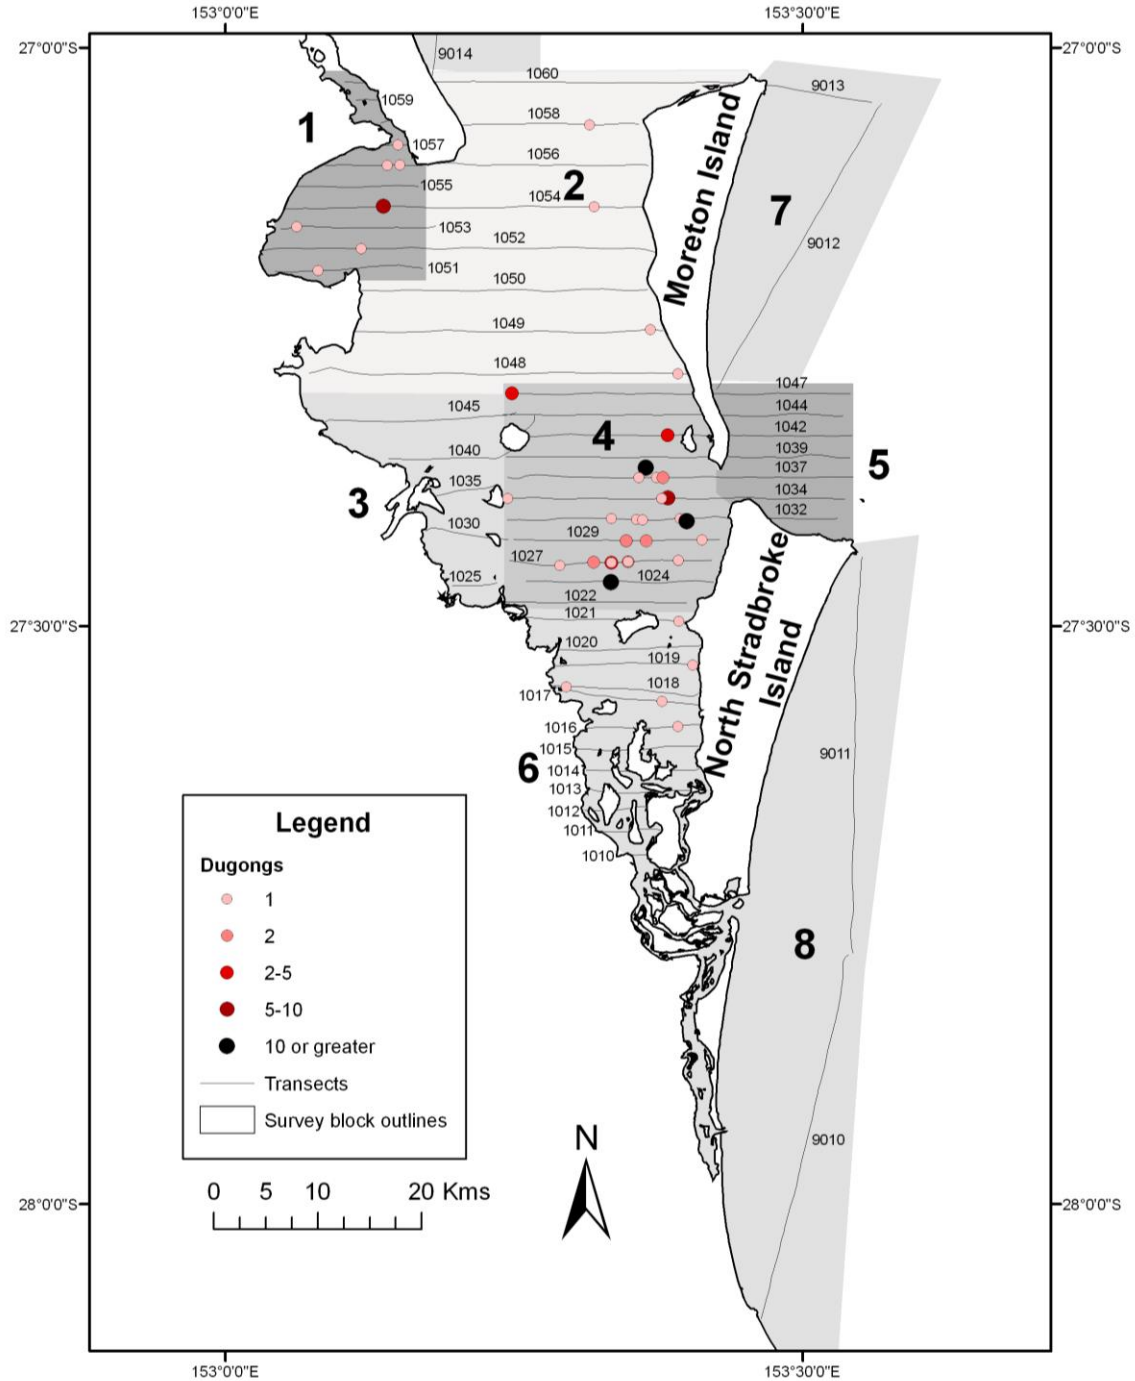 153°0'0"E
153°30'0"E
27°0'0"S
27°0'0"S
9014
1060
9013
1059
1058
1
1057
1056
1055
2
1054
7
1053
1052
9012
1051
1050
Moreton Island
1049
1048
1047
1045
1044
4
1042
1040
1039
5
1037
1035
1034
3
1032
1030
1029
1027
1024
1025
1022
1021
27°30'0"S
27°30'0"S
1020
1019
1018
1017
North Stradbroke
Island
1016
1015
9011
6
1014
1013
1012
1011
1010
Legend
Dugongs
1
2
2-5
5-10
10 or greater
Transects
Survey block outlines
8
N
9010
0 5 10 20 Kms
28°0'0"S
28°0'0"S
153°0'0"E
153°30'0"E